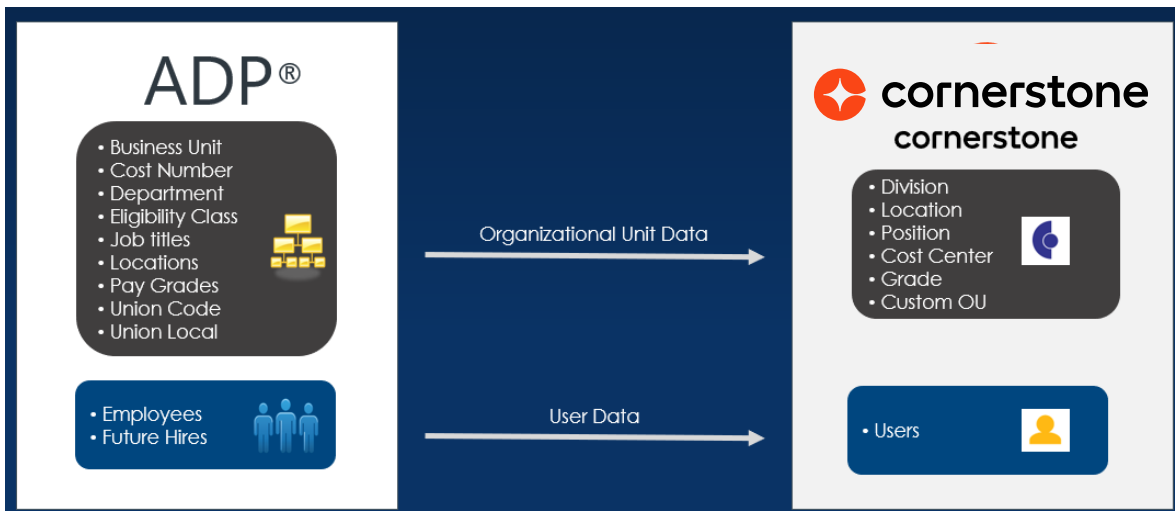 ADP®
• Business Unit
• Cost Number
• Department
• Eligibility Class
• Job titles
• Locations
• Pay Grades
• Union Code
• Union Local
• Employees
• Future Hires
Organizational Unit Data
User Data
cornerstone
cornerstone
• Division
• Location
• Position
• Cost Center
• Grade
• Custom OU
• Users